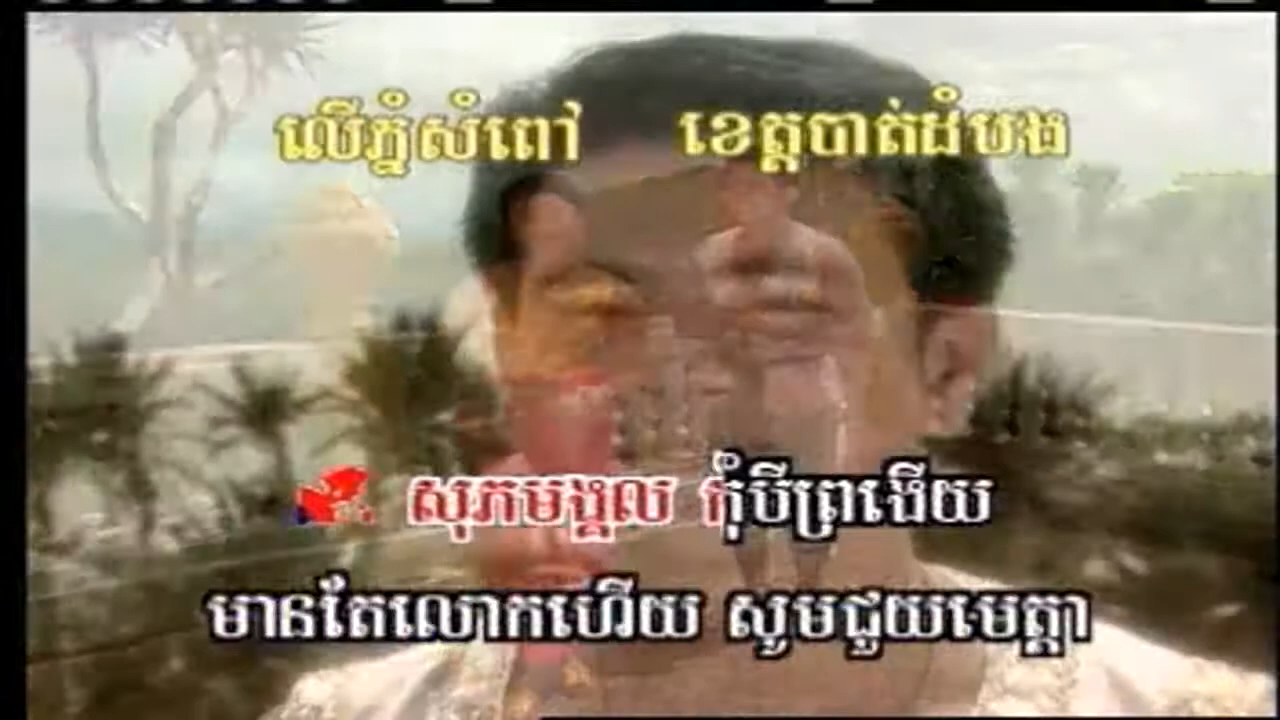 លើភ្នំសំពៅ ខេត្តបាត់ដំបង
សុភមង្គល កុំបីព្រងើយ
មានតែលោកហើយ សូមជួយមេត្តា